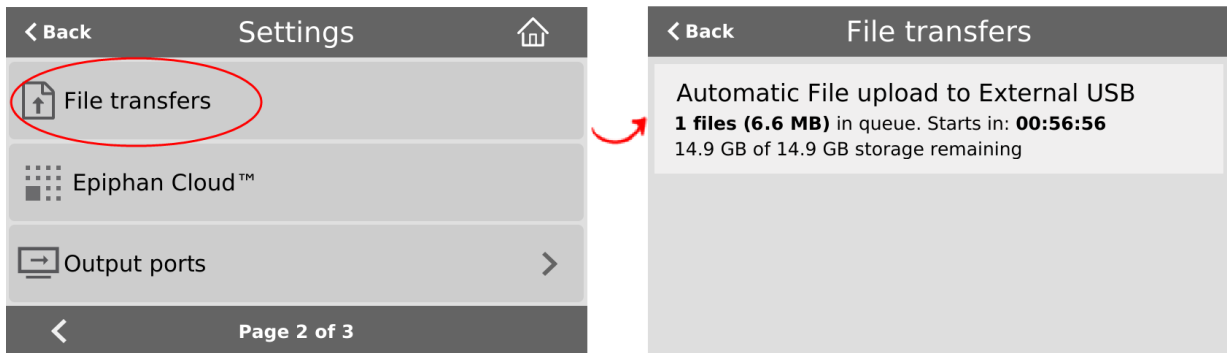 Back Settings
File transfers
Epiphan Cloud™
Output ports
Page 2 of 3
Back File transfers
Automatic File upload to External USB
1 files (6.6 MB) in queue. Starts in: 00:56:56
14.9 GB of 14.9 GB storage remaining